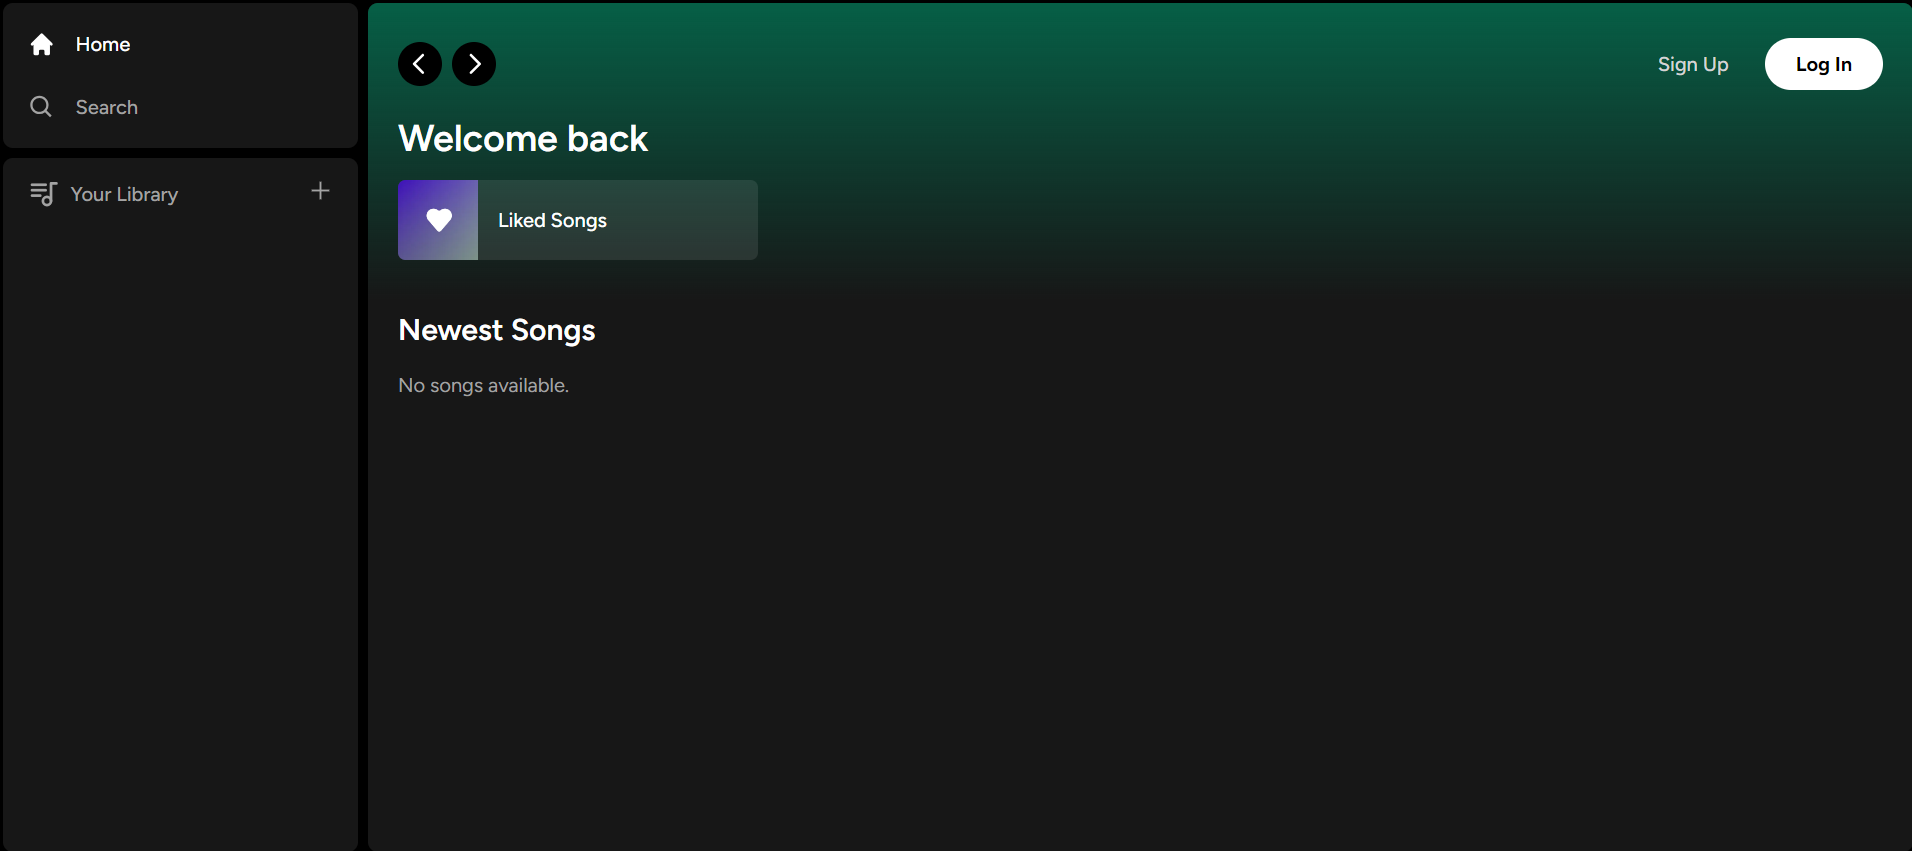 Home
Search
Your Library
Sign Up
Log In
Welcome back
Liked Songs
Newest Songs
No songs available.